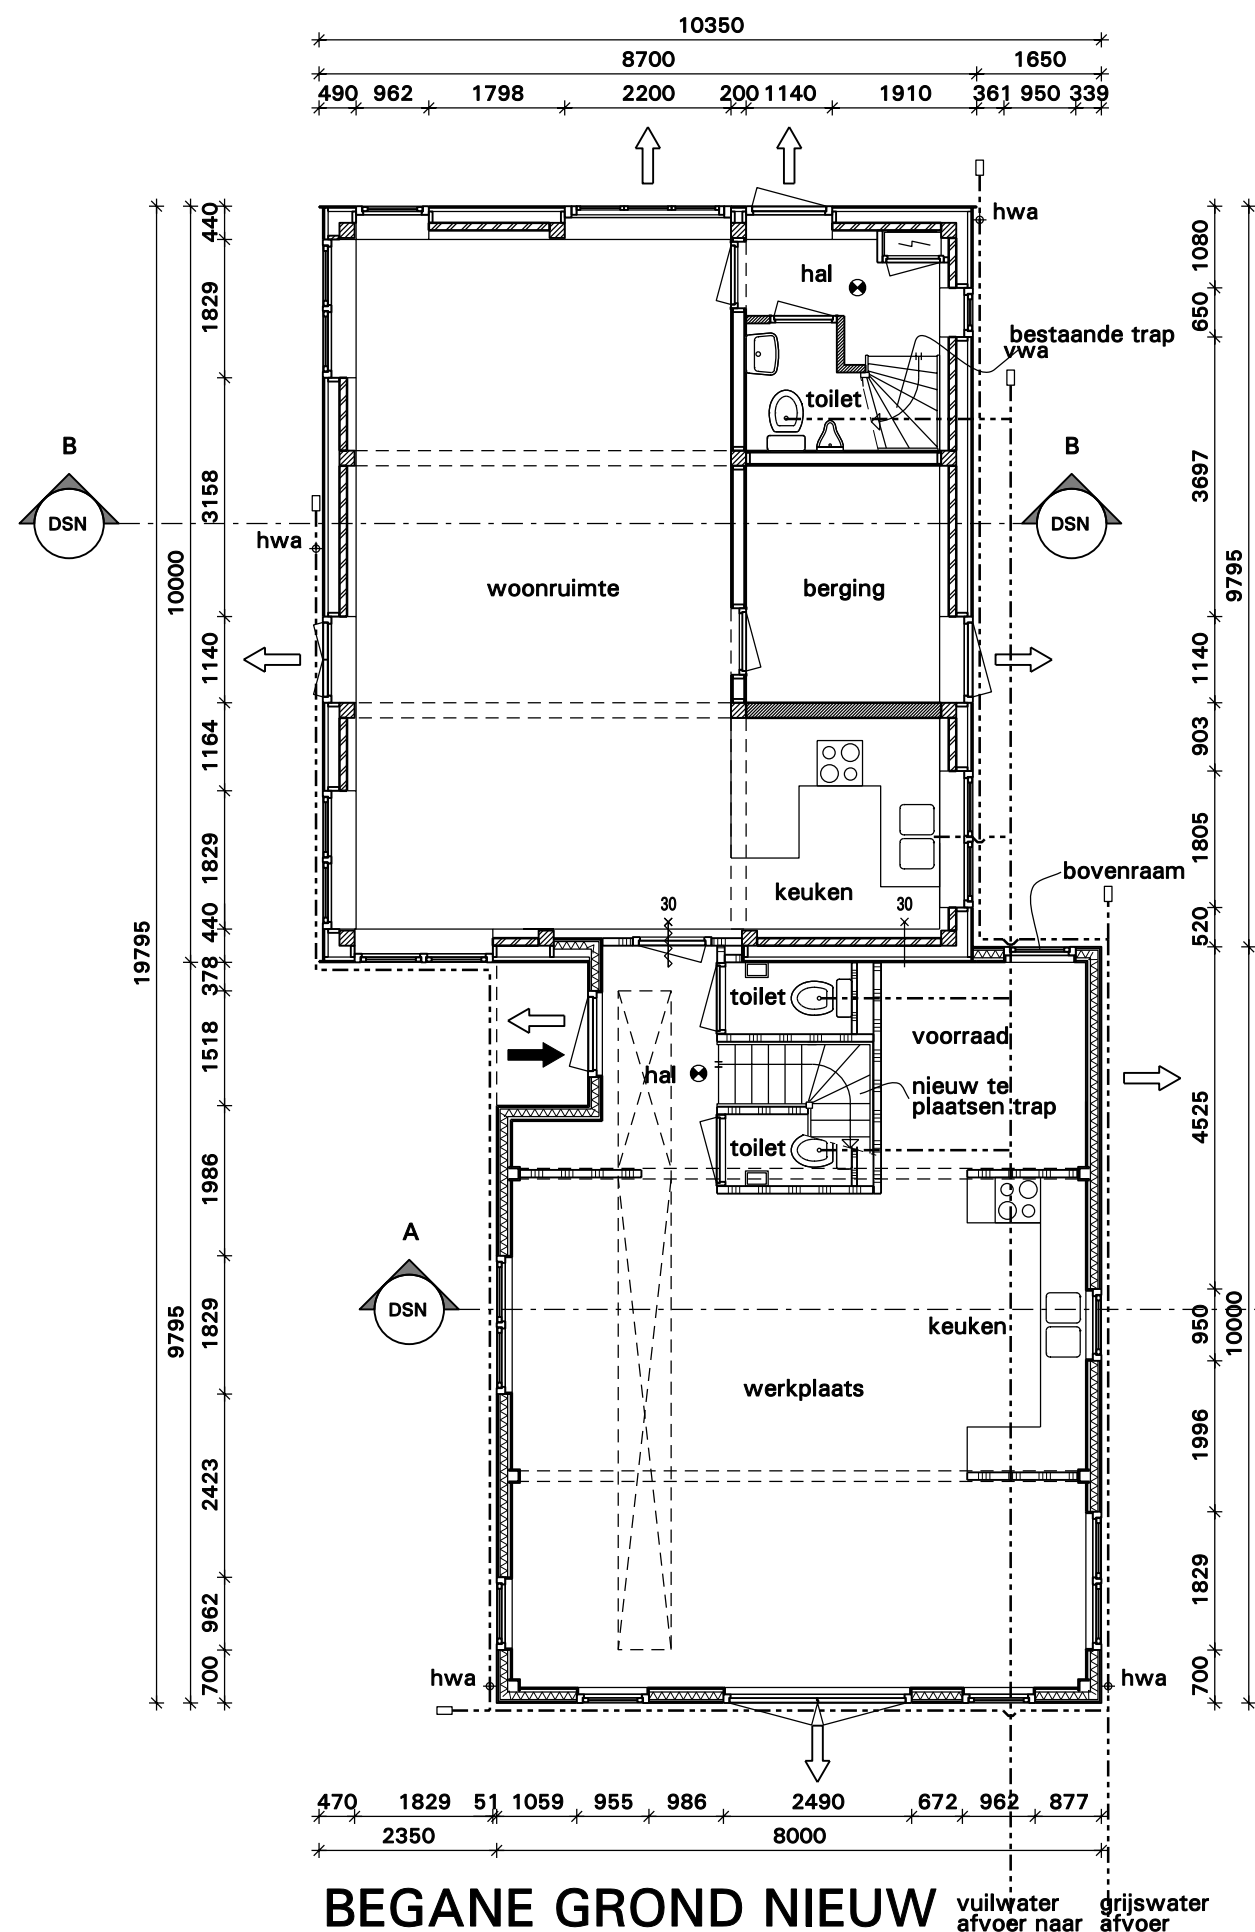 10350
8700 1650
490 962 1798 2200 200 1140 1910 361 950 339
440
1829
3158
1140
1164
1829
440
378
1518
1986
1829
2423
962
700
10000
9795
19795
1080
650
3697
1140
903
1805
520
4525
950
1996
1829
700
9795
10000
hwa
hal
bestaande trap
vwa
toilet
B
DSN
B
DSN
hwa
woonruimte
berging
bovenraam
keuken
30
30
toilet
voorraad
hal
nieuw te
plaatsen trap
toilet
A
DSN
keuken
werkplaats
hwa
hwa
470 1829 51 1059 955 986 2490 672 962 877
2350 8000
BEGANE GROND NIEUW
vuilwater
afvoer naar
grijswater
afvoer